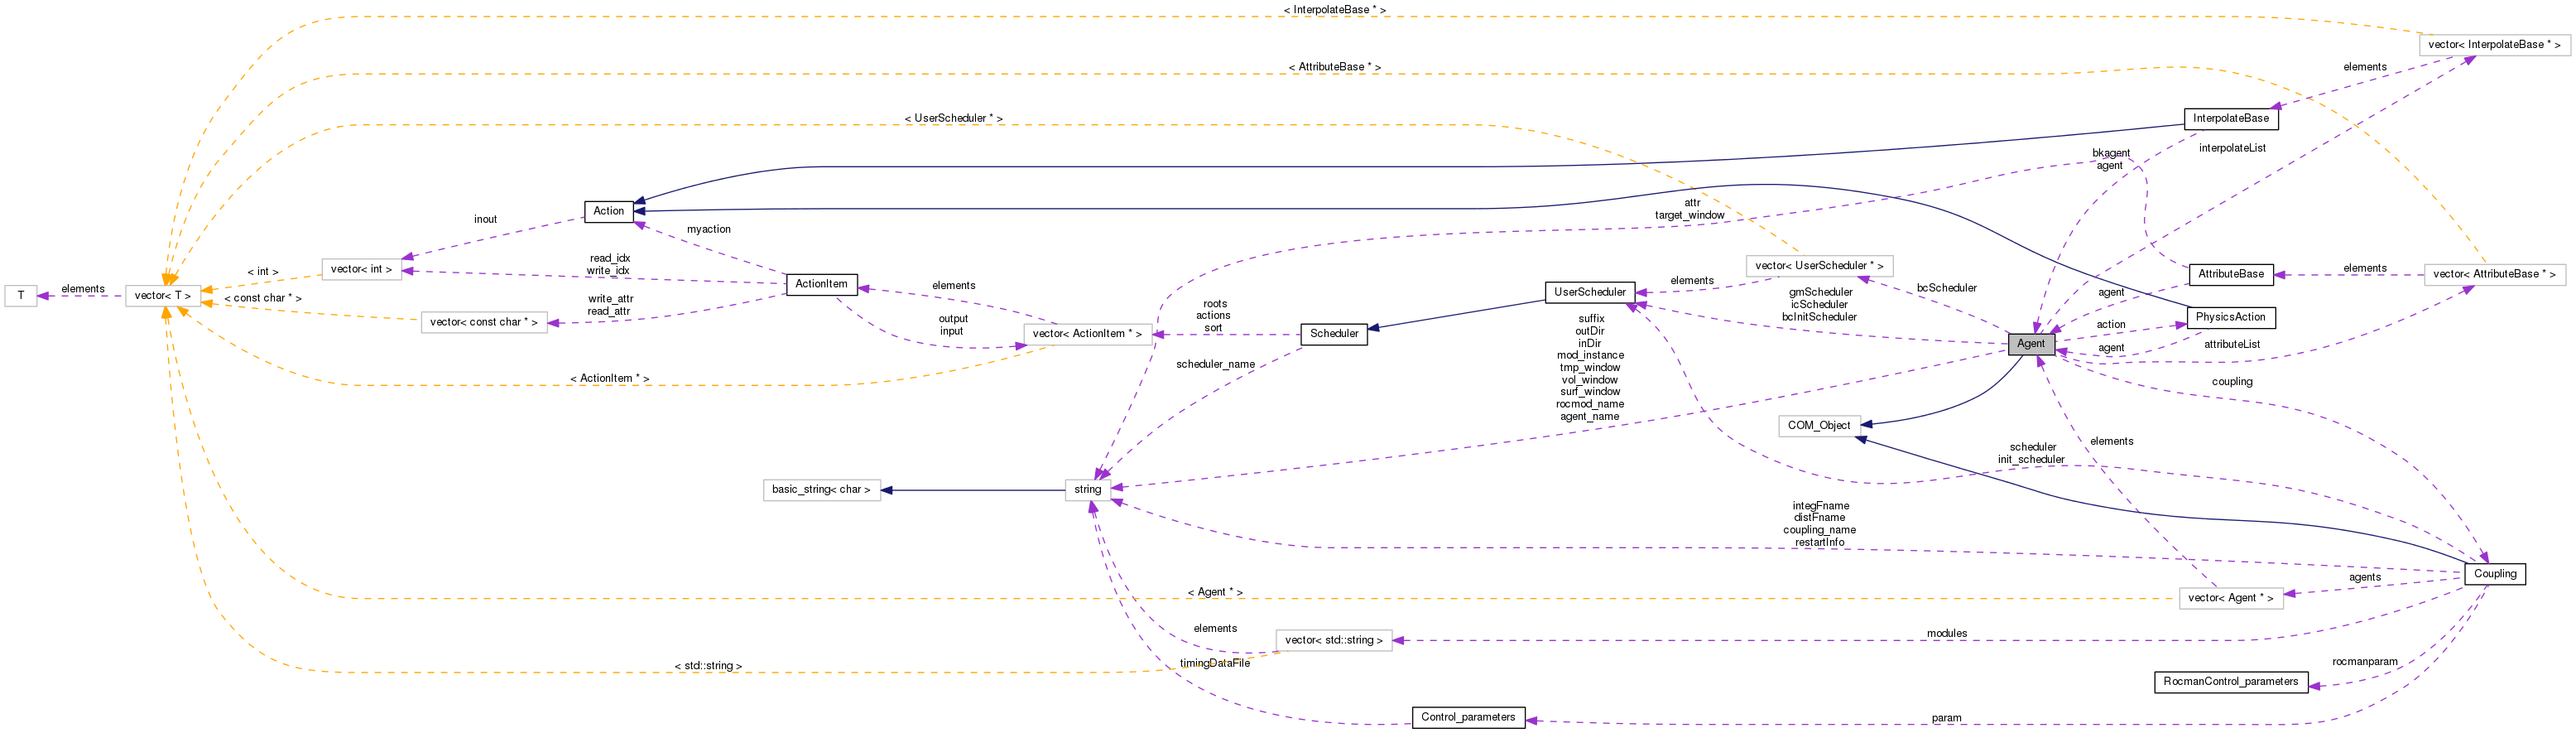 < InterpolateBase * >
vector< InterpolateBase * >
< AttributeBase * >
elements
< UserScheduler * >
InterpolateBase
bkagent
agent
interpolateList
attr
target_window
Action
inout
myaction
vector< int >
< int >
read_idx
write_idx
ActionItem
elements
vector< UserScheduler * >
elements
AttributeBase
elements
vector< AttributeBase * >
T
elements
vector< T >
< const char * >
write_attr
read_attr
vector< const char * >
output
input
vector< ActionItem * >
roots
actions
sort
Scheduler
UserScheduler
gmScheduler
icScheduler
bcInitScheduler
bcScheduler
agent
PhysicsAction
action
Agent
agent
attributeList
suffix
outDir
inDir
mod_instance
tmp_window
vol_window
surf_window
rocmod_name
agent_name
scheduler_name
< ActionItem * >
coupling
COM_Object
elements
scheduler
init_scheduler
basic_string< char >
string
integFname
distFname
coupling_name
restartInfo
Coupling
agents
vector< Agent * >
< Agent * >
elements
vector< std::string >
modules
timingDataFile
< std::string >
rocmanparam
RocmanControl_parameters
Control_parameters
param